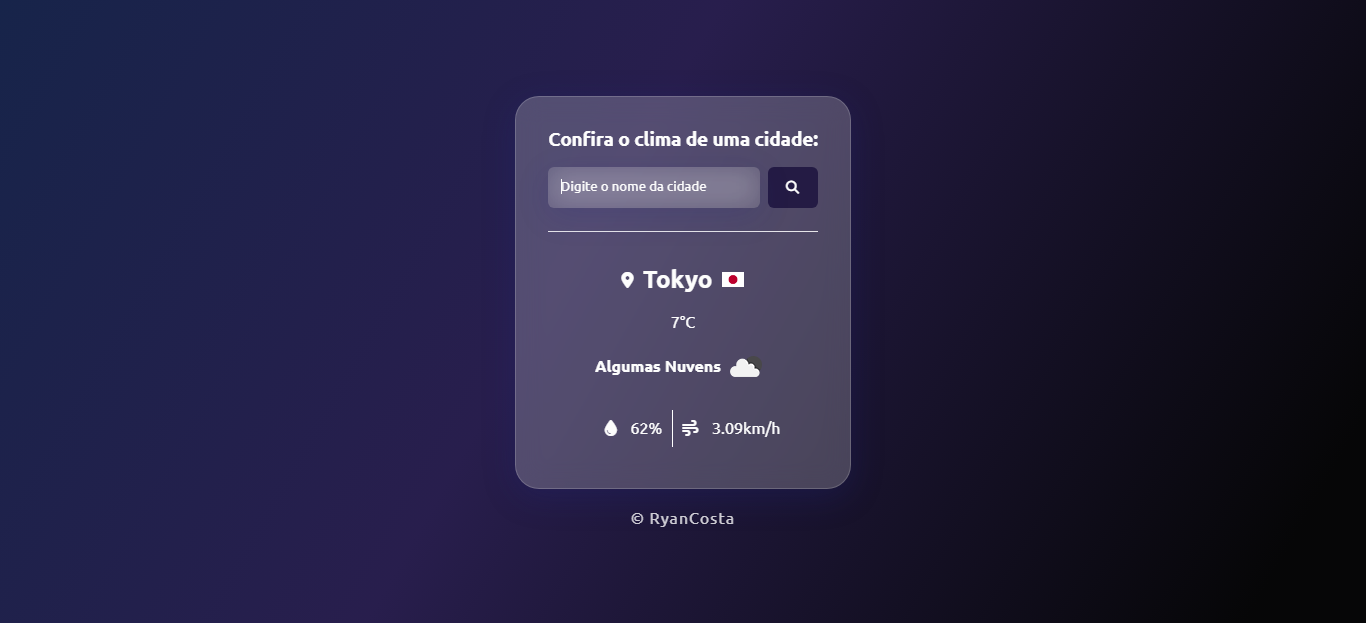 Confira o clima de uma cidade:
Digite o nome da cidade
Tokyo
7°C
Algumas Nuvens
62% 3.09km/h
© RyanCosta